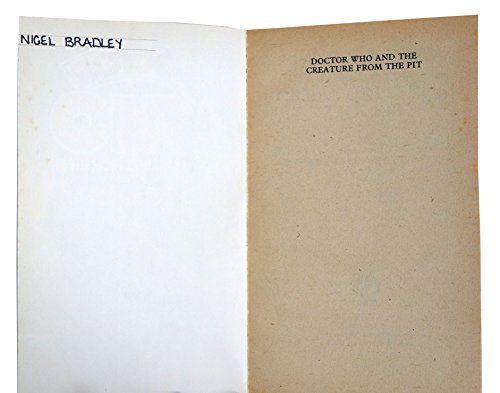 NIGEL BRADLEY
DOCTOR WHO AND THE
CREATURE FROM THE PIT